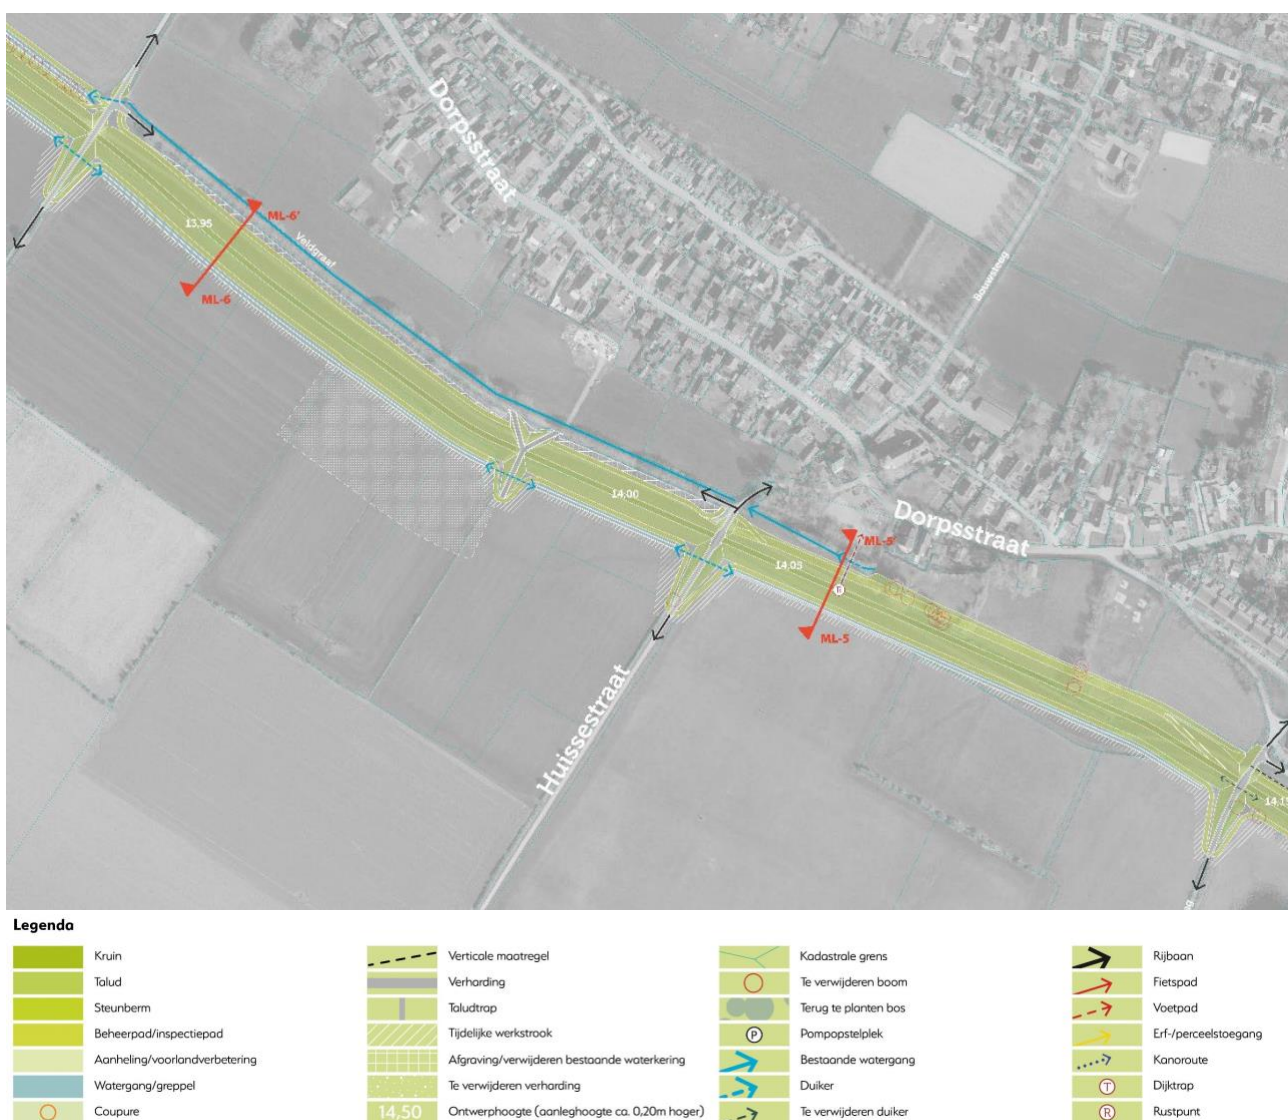 Dorpsstraat
ML-6'
13,95
Veldgraaf
ML-6
14,00
Dorpsstraat
ML-5'
ML-5
Huissestraat
Legenda
Kruin
Talud
Steunberm
Beheerpad/inspectiepad
Aanheling/voorlandverbetering
Watergang/greppel
Coupure
Verticale maatregel
Verharding
Taludtrap
Tijdelijke werkstrook
Afgraving/verwijderen bestaande waterkering
Te verwijderen verharding
14,50 Ontwerphoogte (aanleghoogte ca. 0,20m hoger)
Kadastrale grens
Te verwijderen boom
Terug te planten bos
P Pompopstelplek
Bestaande watergang
Duiker
Te verwijderen duiker
Rijbaan
Fietspad
Voetpad
Erf-/perceelstoegang
Kanoroute
T Dijktrap
R Rustpunt